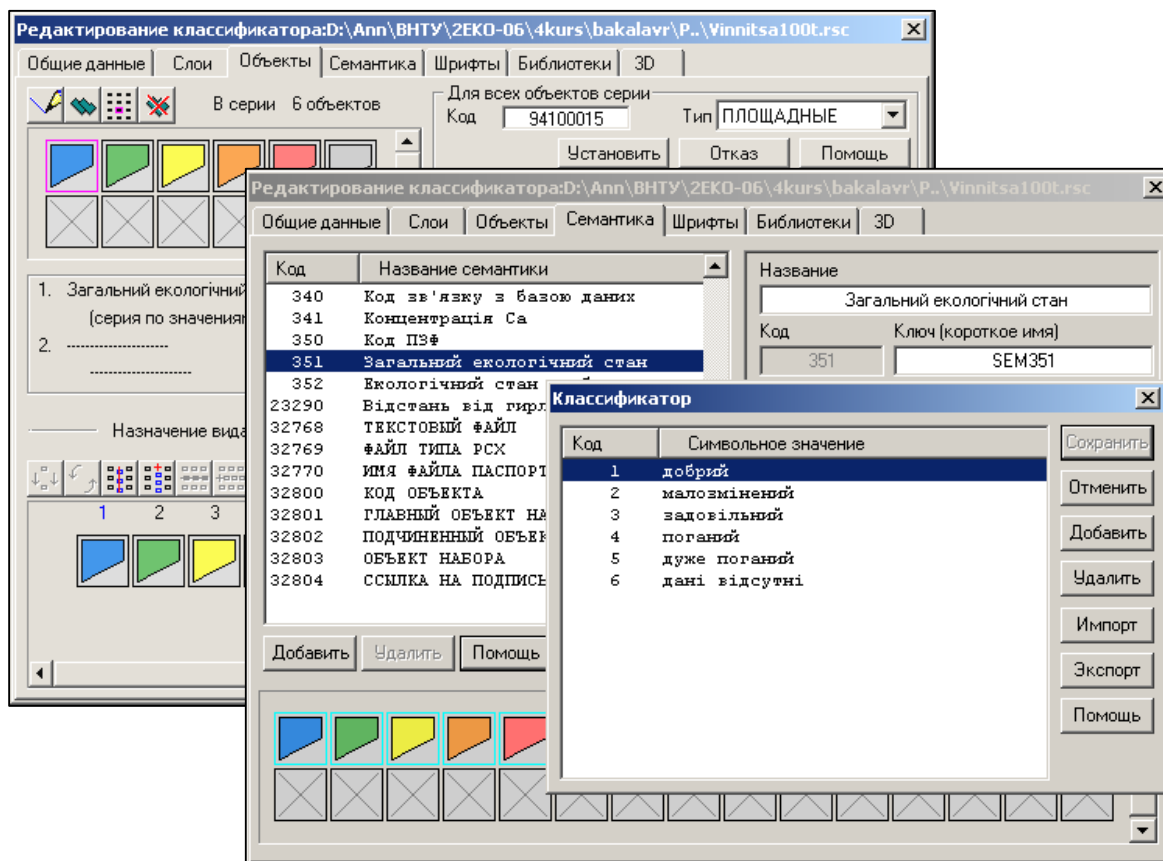 Редактирование классификатора:D:\Ann\ВНТУ\2ЕКО-06\4kurs\bakalavr\P..\Vinnitsa100t.rsc
Общие данные Слои Объекты Семантика Шрифты Библиотеки 3D
В серии 6 объектов
Для всех объектов серии
Код 94100015 Тип ПЛОЩАДНЫЕ
Установить Отказ Помощь
1. Загальний екологічний
(серия по значениям
2. --------------------
--------------------
Назначение вида
1 2 3
Редактирование классификатора:D:\Ann\ВНТУ\2ЕКО-06\4kurs\bakalavr\P..\Vinnitsa100t.rsc
Общие данные Слои Объекты Семантика Шрифты Библиотеки 3D
Код Название семантики
340 Код зв'язку з базою даних
341 Концентрація Ca
350 Код ПЗФ
351 Загальний екологічний стан
352 Екологічний стан
23290 Відстань від гирл
32768 ТЕКСТОВЫЙ ФАЙЛ
32769 ФАЙЛ ТИПА PCX
32770 ИМЯ ФАЙЛА ПАСПОРТ
32800 КОД ОБЪЕКТА
32801 ГЛАВНЫЙ ОБЪЕКТ НА
32802 ПОДЧИНЕННЫЙ ОБЪЕК
32803 ОБЪЕКТ НАБОРА
32804 ССЫЛКА НА ПОДПИСЬ
Добавить Удалить Помощь
Название
Загальний екологічний стан
Код Ключ (короткое имя)
351 SEM351
Классификатор
Код Символьное значение
1 добрий
2 малозмінений
3 задовільний
4 поганий
5 дуже поганий
6 дані відсутні
Сохранить
Отменить
Добавить
Удалить
Импорт
Экспорт
Помощь